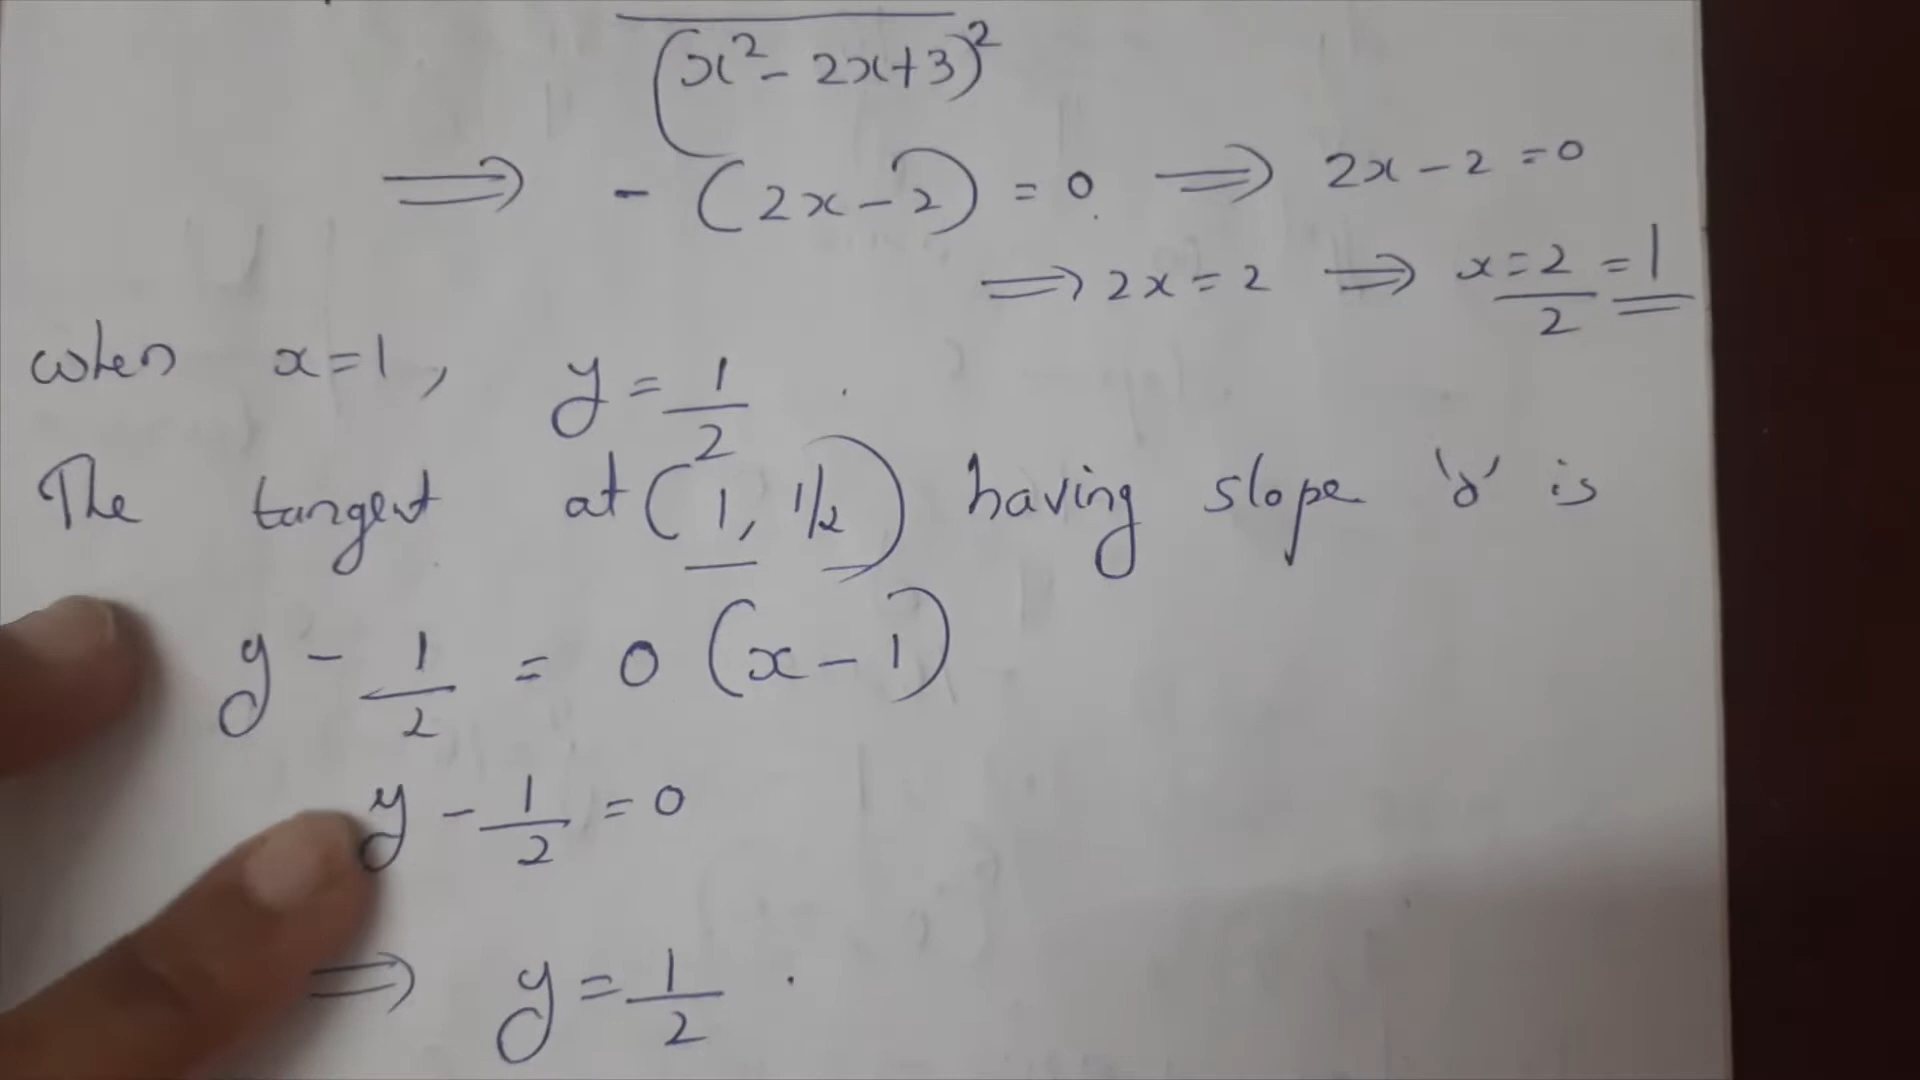 (x² - 2x+3)²
⟹ - (2x-2) = 0 ⟹ 2x - 2 = 0
⟹ 2x = 2 ⟹ x = 2/2 = 1
when x=1, y = 1/2
The tangent at (1, 1/2) having slope '0' is
y - 1/2 = 0 (x - 1)
y - 1/2 = 0
⟹ y = 1/2 .